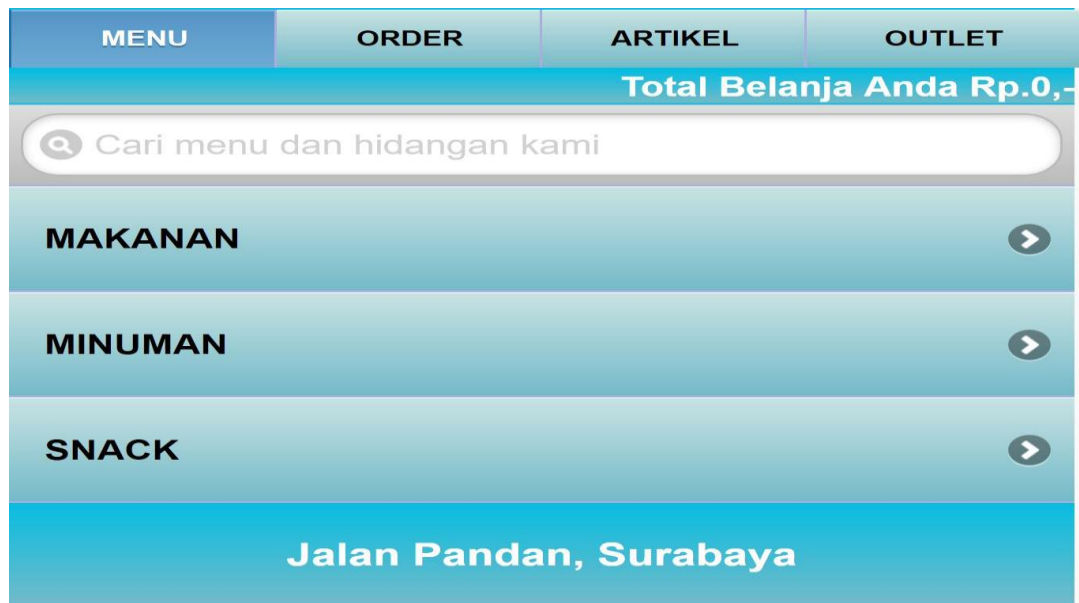 MENU ORDER ARTIKEL OUTLET
Total Belanja Anda Rp.0,-
Cari menu dan hidangan kami
MAKANAN
MINUMAN
SNACK
Jalan Pandan, Surabaya